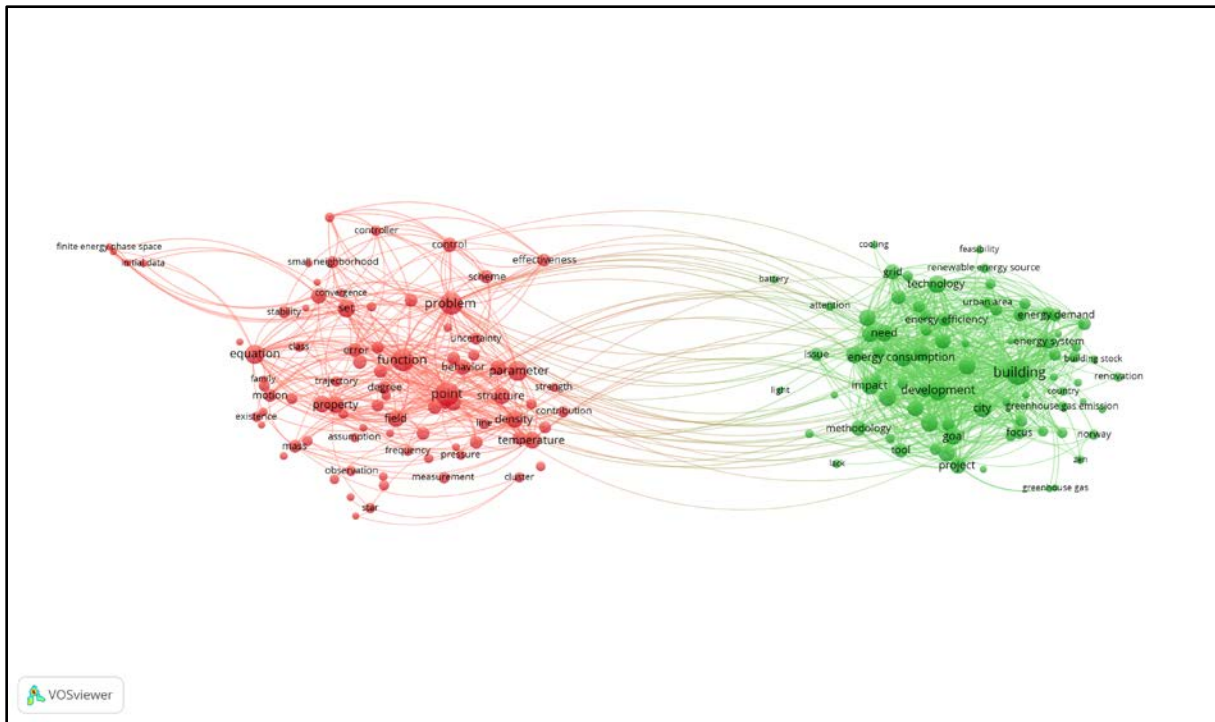 finite energy phase space
initial data
controller
control
small neighborhood
effectiveness
scheme
convergence
set
problem
stability
uncertainty
equation
class
error
function
behavior
parameter
family
trajectory
degree
strength
motion
structure
existence
property
field
point
line
density
contribution
mass
assumption
frequency
pressure
temperature
observation
measurement
cluster
star
cooling
feasibility
battery
grid
renewable energy source
technology
attention
urban area
energy demand
need
energy efficiency
energy system
issue
energy consumption
building stock
building
renovation
light
impact
development
country
city
greenhouse gas emission
methodology
goal
focus
norway
tool
lack
project
zen
greenhouse gas
VOSviewer